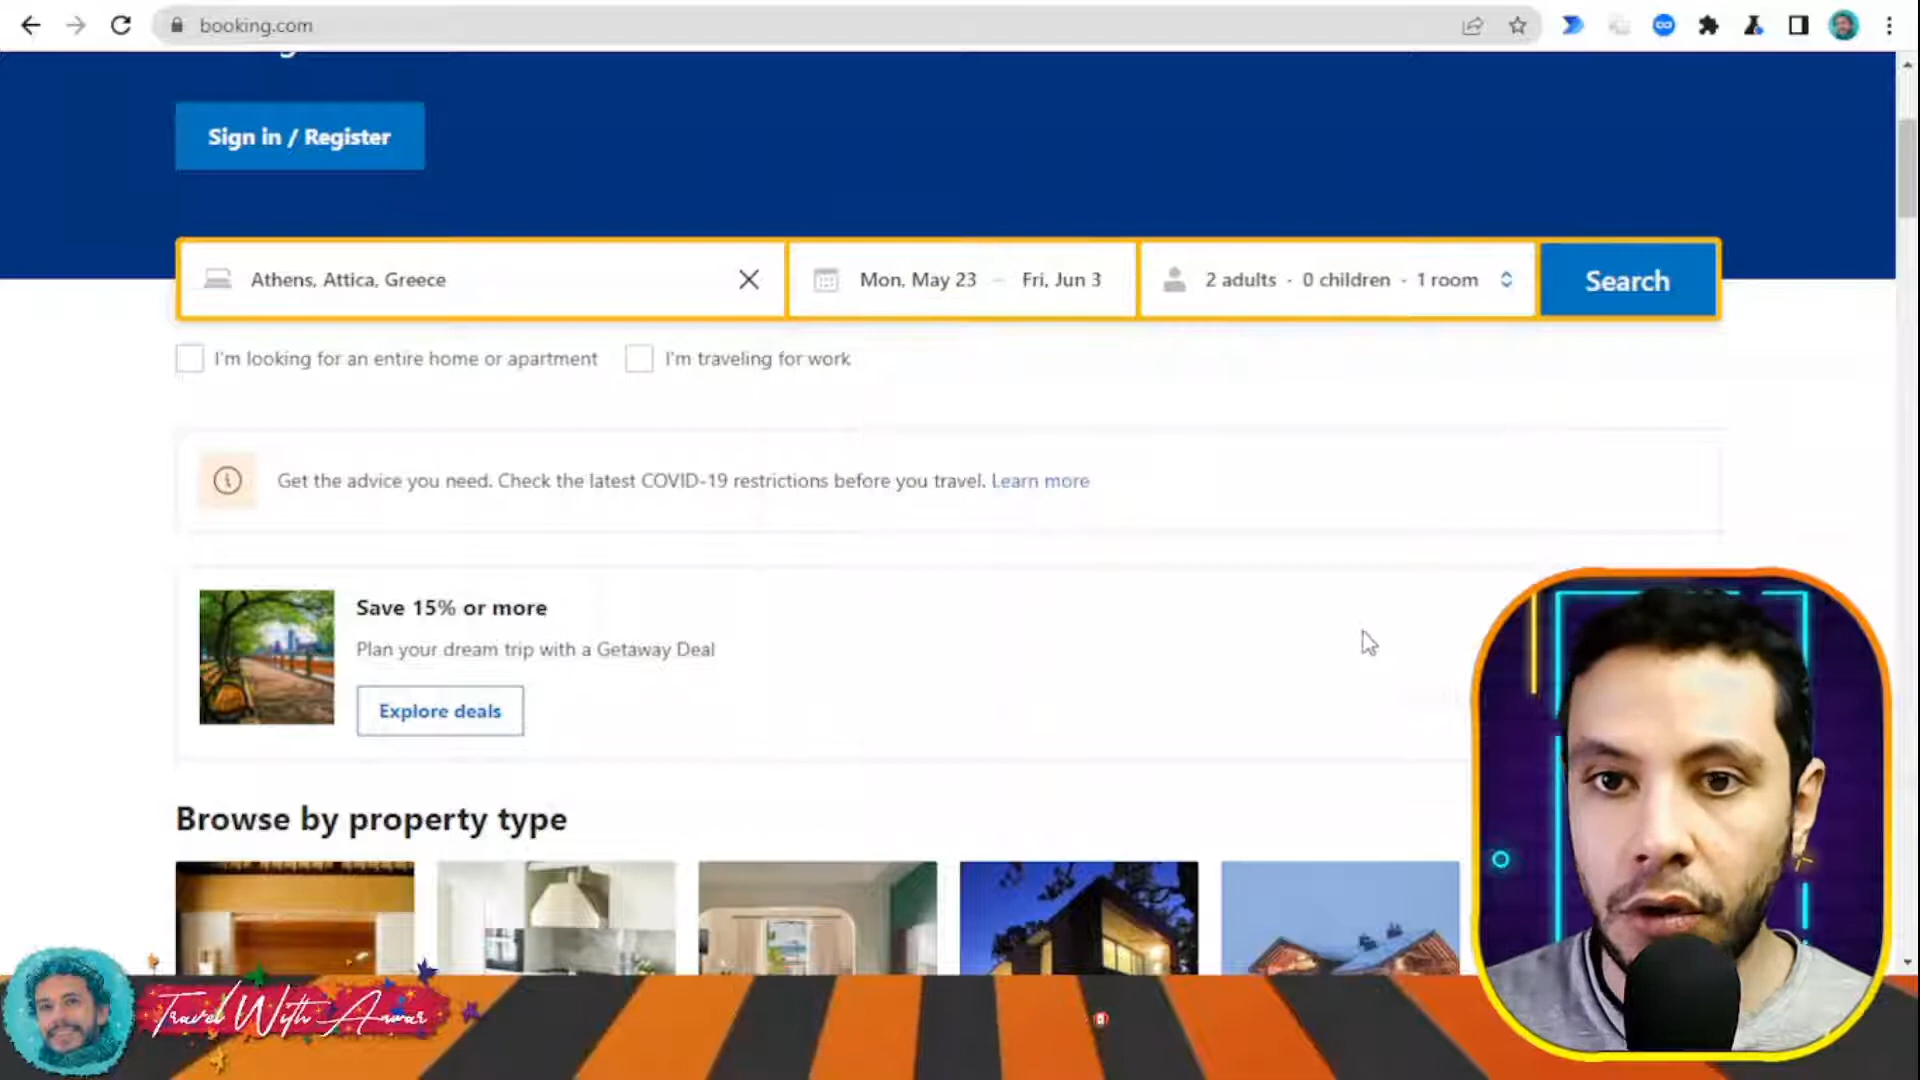 booking.com
Sign in / Register
Athens, Attica, Greece
Mon, May 23 – Fri, Jun 3
2 adults · 0 children · 1 room
Search
I'm looking for an entire home or apartment
I'm traveling for work
Get the advice you need. Check the latest COVID-19 restrictions before you travel. Learn more
Save 15% or more
Plan your dream trip with a Getaway Deal
Explore deals
Browse by property type
Travel With Anwar